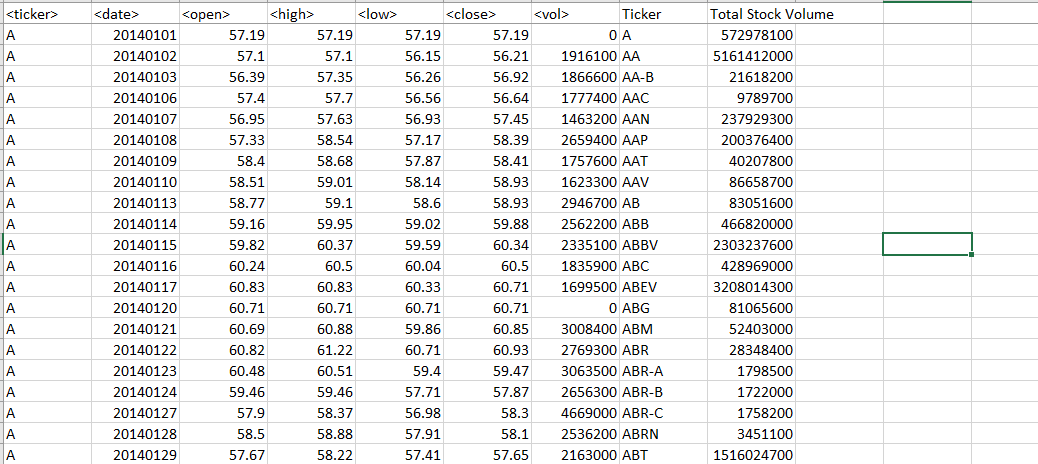 <ticker> <date> <open> <high> <low> <close> <vol> Ticker Total Stock Volume
A 20140101 57.19 57.19 57.19 57.19 0 A 572978100
A 20140102 57.1 57.1 56.15 56.21 1916100 AA 5161412000
A 20140103 56.39 57.35 56.26 56.92 1866600 AA-B 21618200
A 20140106 57.4 57.7 56.56 56.64 1777400 AAC 9789700
A 20140107 56.95 57.63 56.93 57.45 1463200 AAN 237929300
A 20140108 57.33 58.54 57.17 58.39 2659400 AAP 200376400
A 20140109 58.4 58.68 57.87 58.41 1757600 AAT 40207800
A 20140110 58.51 59.01 58.14 58.93 1623300 AAV 86658700
A 20140113 58.77 59.1 58.6 58.93 2946700 AB 83051600
A 20140114 59.16 59.95 59.02 59.88 2562200 ABB 466820000
A 20140115 59.82 60.37 59.59 60.34 2335100 ABBV 2303237600
A 20140116 60.24 60.5 60.04 60.5 1835900 ABC 428969000
A 20140117 60.83 60.83 60.33 60.71 1699500 ABEV 3208014300
A 20140120 60.71 60.71 60.71 60.71 0 ABG 81065600
A 20140121 60.69 60.88 59.86 60.85 3008400 ABM 52403000
A 20140122 60.82 61.22 60.71 60.93 2769300 ABR 28348400
A 20140123 60.48 60.51 59.4 59.47 3063500 ABR-A 1798500
A 20140124 59.46 59.46 57.71 57.87 2656300 ABR-B 1722000
A 20140127 57.9 58.37 56.98 58.3 4669000 ABR-C 1758200
A 20140128 58.5 58.88 57.91 58.1 2536200 ABRN 3451100
A 20140129 57.67 58.22 57.41 57.65 2163000 ABT 1516024700